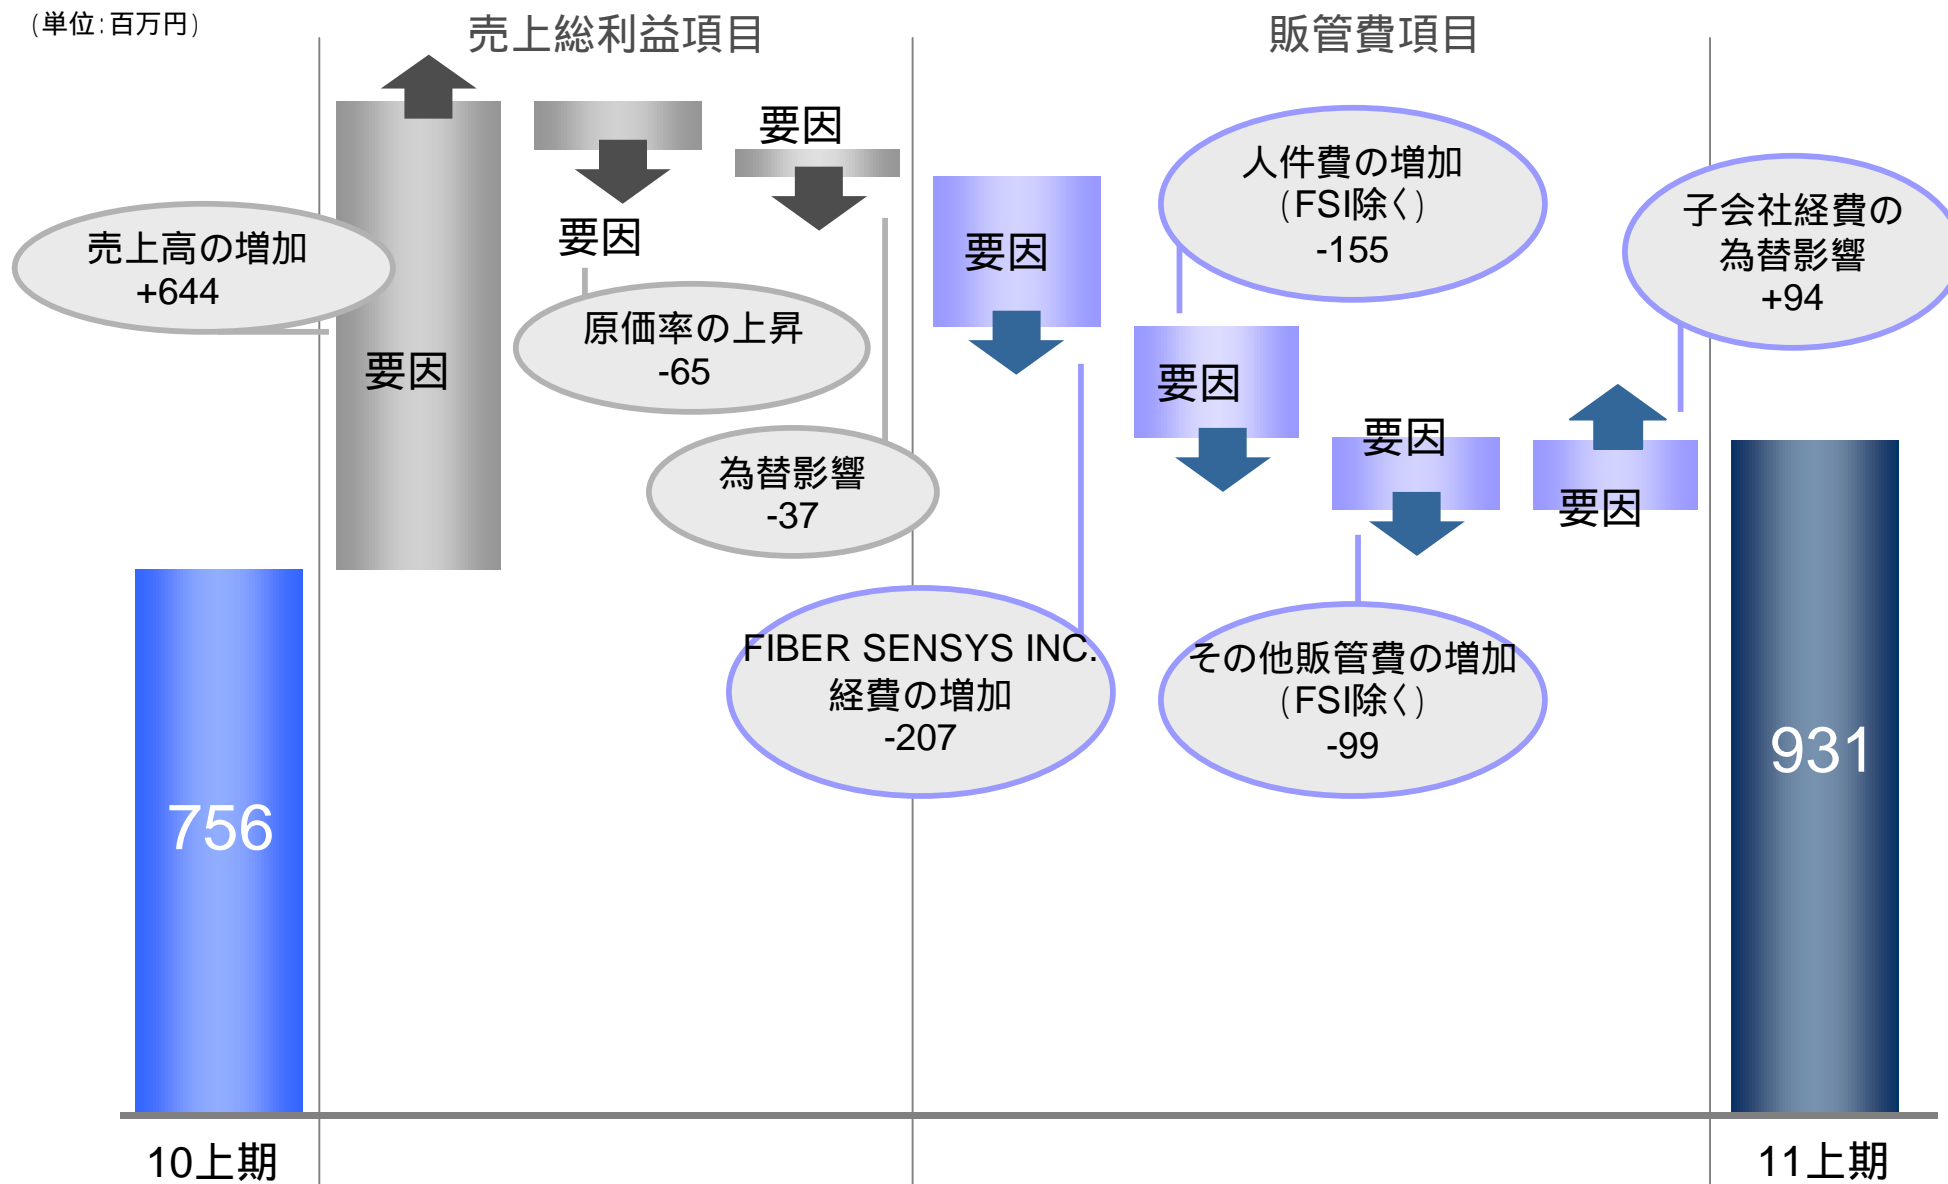 (単位:百万円)
売上総利益項目
販管費項目
売上高の増加
+644
要因
要因
原価率の上昇
-65
要因
為替影響
-37
要因
FIBER SENSYS INC.
経費の増加
-207
人件費の増加
(FSI除く)
-155
要因
要因
その他販管費の増加
(FSI除く)
-99
子会社経費の
為替影響
+94
要因
756
931
10上期
11上期